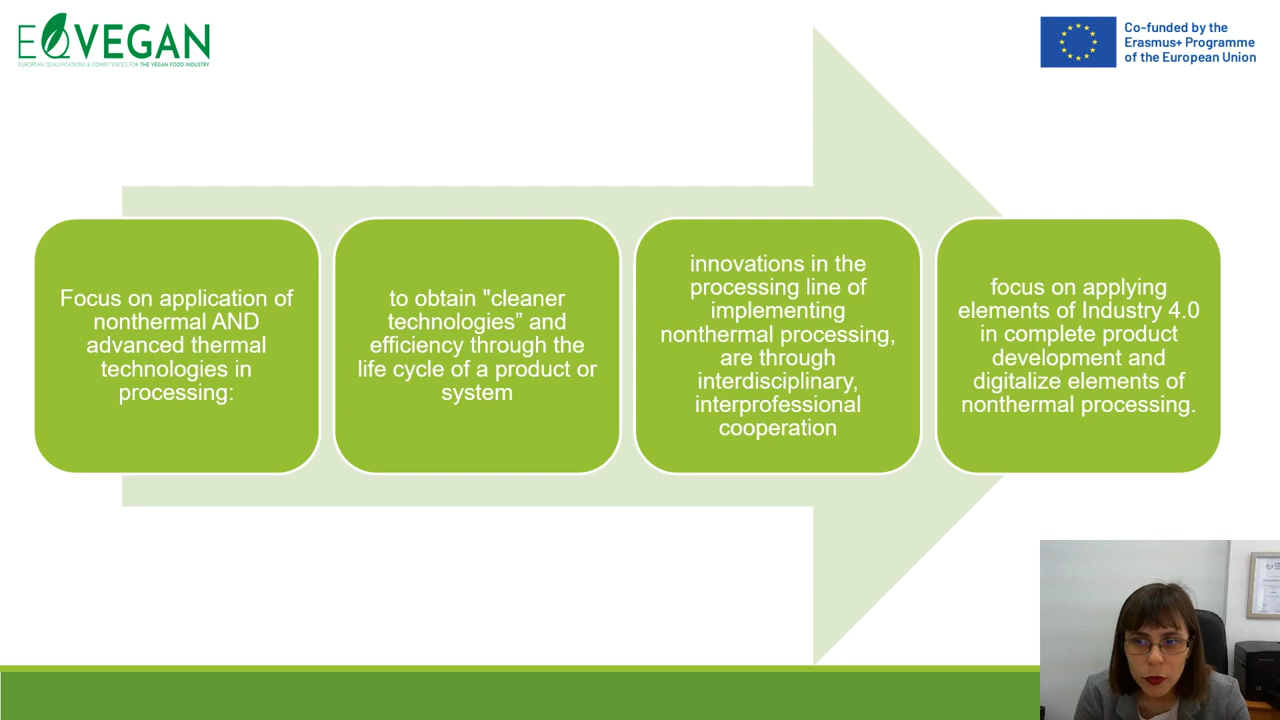 EQVEGAN
EUROPEAN QUALIFICATIONS & COMPETENCES FOR THE VEGAN FOOD INDUSTRY
Co-funded by the
Erasmus+ Programme
of the European Union
Focus on application of
nonthermal AND
advanced thermal
technologies in
processing:
to obtain "cleaner
technologies” and
efficiency through the
life cycle of a product or
system
innovations in the
processing line of
implementing
nonthermal processing,
are through
interdisciplinary,
interprofessional
cooperation
focus on applying
elements of Industry 4.0
in complete product
development and
digitalize elements of
nonthermal processing.